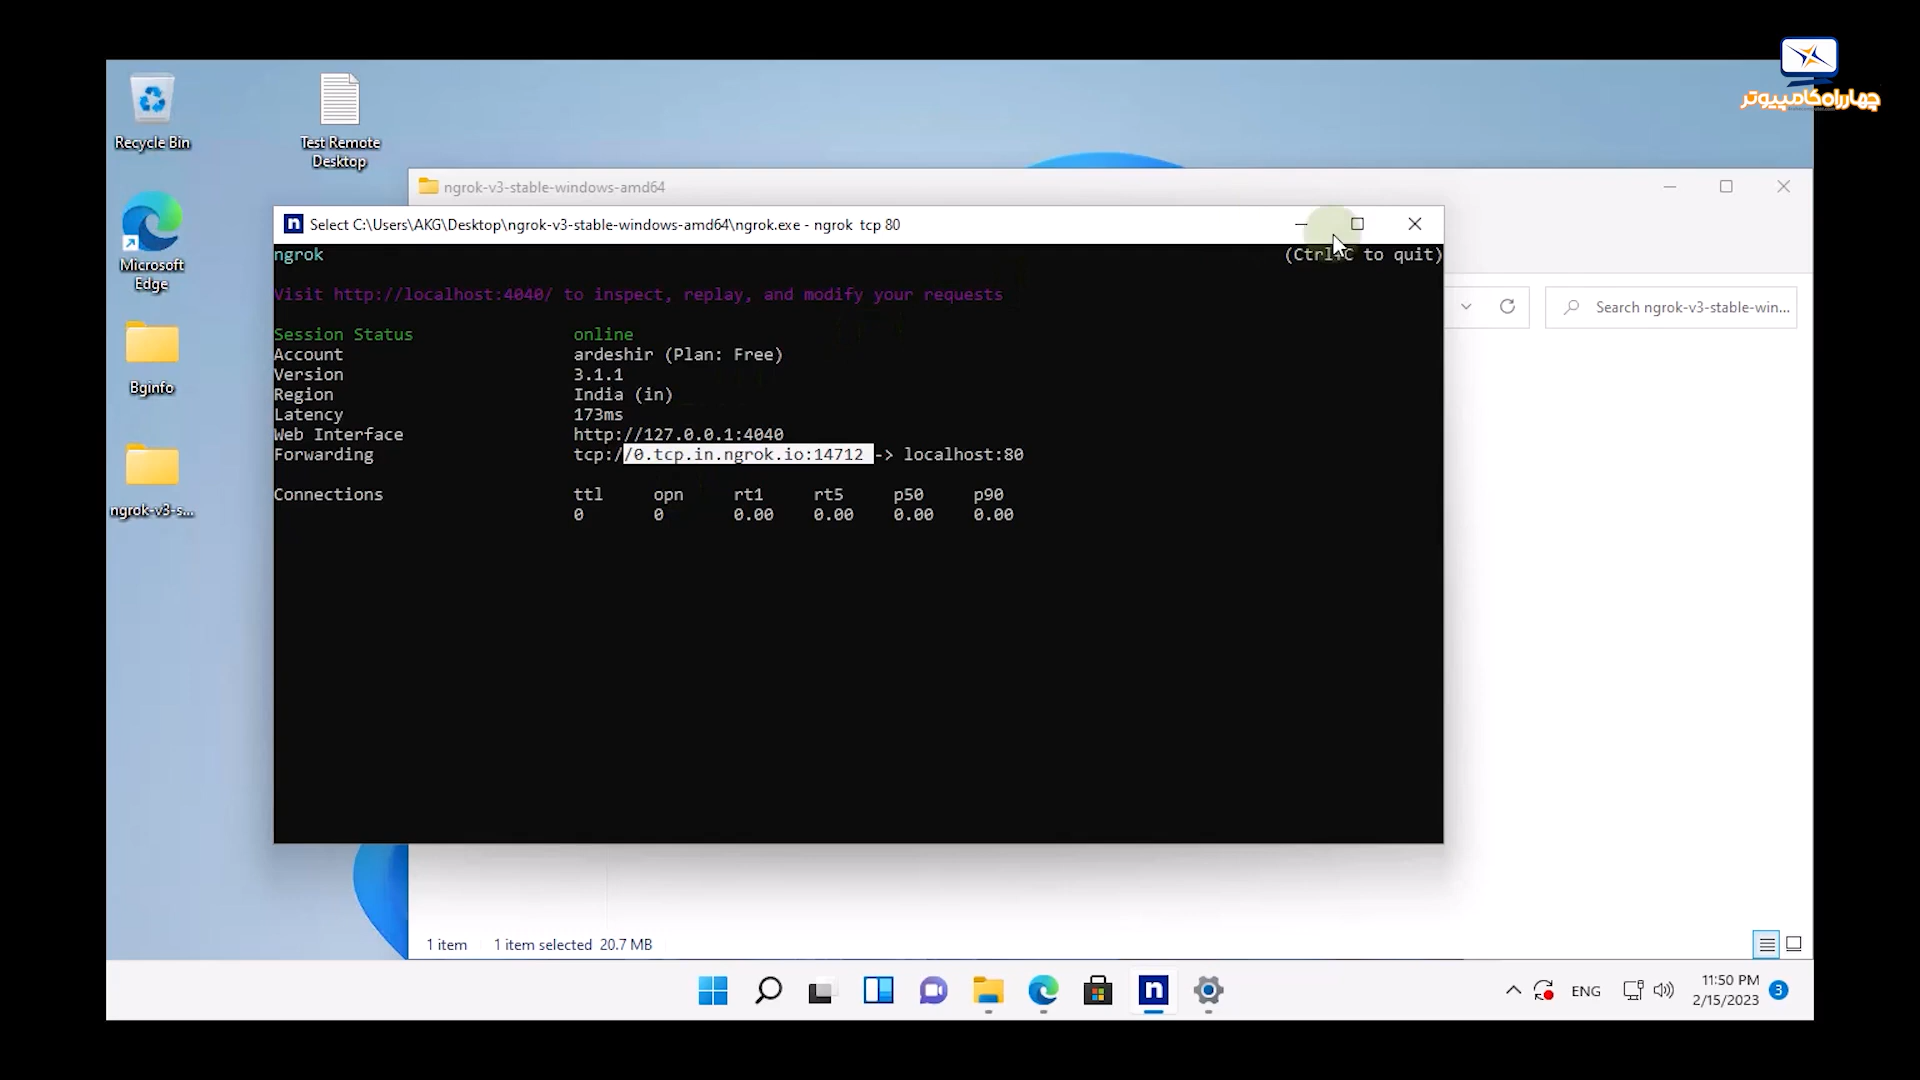 چهارراه کامپیوتر
Recycle Bin
Test Remote
Desktop
Microsoft
Edge
Bginfo
ngrok-v3-s...
ngrok-v3-stable-windows-amd64
Search ngrok-v3-stable-win...
Select C:\Users\AKG\Desktop\ngrok-v3-stable-windows-amd64\ngrok.exe - ngrok  tcp 80
ngrok (Ctrl+C to quit)
Visit http://localhost:4040/ to inspect, replay, and modify your requests
Session Status online
Account ardeshir (Plan: Free)
Version 3.1.1
Region India (in)
Latency 173ms
Web Interface http://127.0.0.1:4040
Forwarding tcp://0.tcp.in.ngrok.io:14712 -> localhost:80
Connections ttl opn rt1 rt5 p50 p90
0 0 0.00 0.00 0.00 0.00
1 item 1 item selected 20.7 MB
ENG
11:50 PM
2/15/2023
3